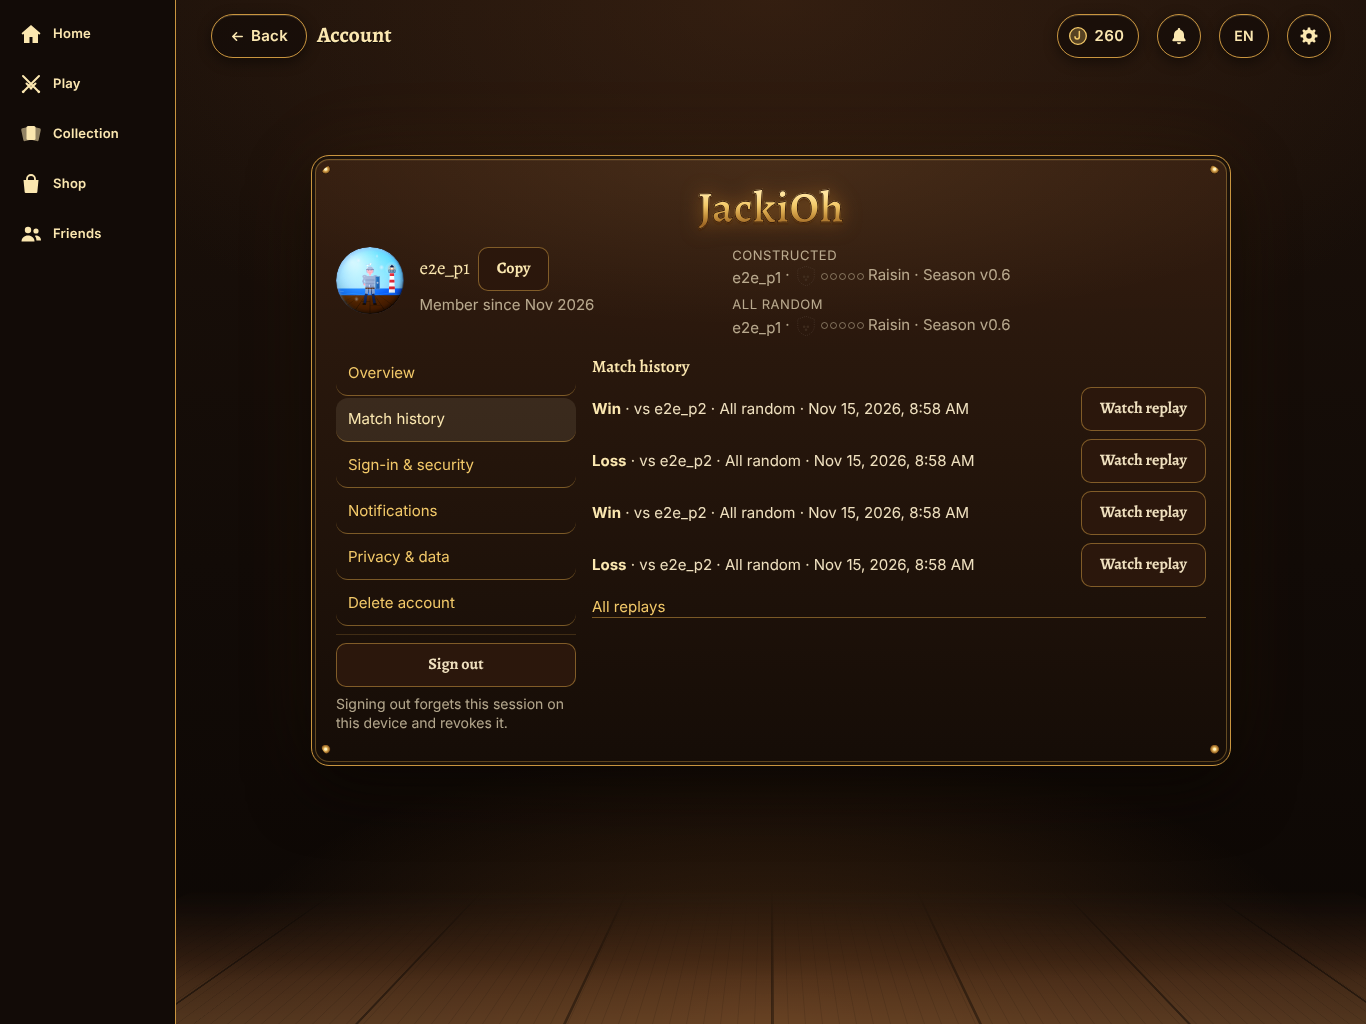 Home
Play
Collection
Shop
Friends
← Back
Account
J 260
EN
JackiOh
e2e_p1
Copy
Member since Nov 2026
CONSTRUCTED
e2e_p1 · Raisin · Season v0.6
ALL RANDOM
e2e_p1 · Raisin · Season v0.6
Overview
Match history
Sign-in & security
Notifications
Privacy & data
Delete account
Sign out
Signing out forgets this session on
this device and revokes it.
Match history
Win · vs e2e_p2 · All random · Nov 15, 2026, 8:58 AM
Watch replay
Loss · vs e2e_p2 · All random · Nov 15, 2026, 8:58 AM
Watch replay
Win · vs e2e_p2 · All random · Nov 15, 2026, 8:58 AM
Watch replay
Loss · vs e2e_p2 · All random · Nov 15, 2026, 8:58 AM
Watch replay
All replays